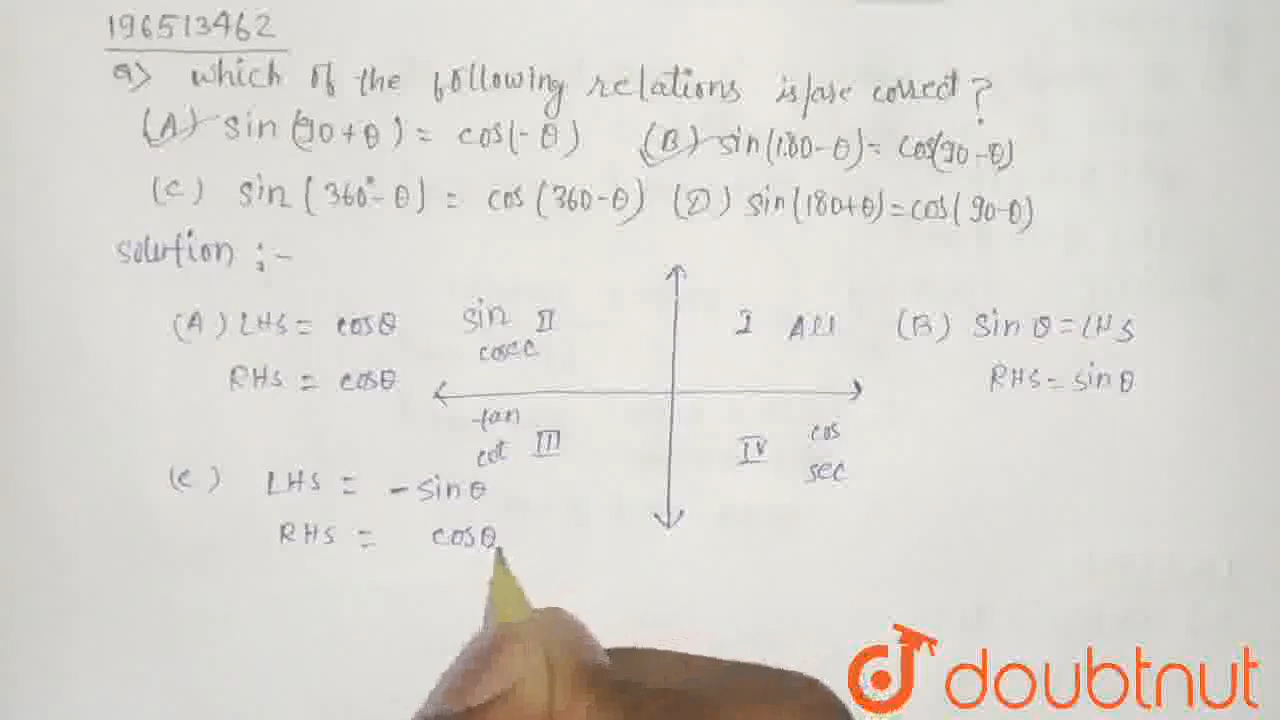 196513462
Q> which of the following relations is/are correct?
(A) sin (90+θ) = cos(-θ) (B) sin(180-θ)= cos(90-θ)
(C) sin (360°-θ) = cos (360-θ) (D) sin(180+θ)=cos(90-θ)
solution :-
(A) LHS = cosθ
RHS = cosθ
sin II
cosec
I All
(B) sinθ=LHS
RHS=sinθ
tan
cot III
IV cos
sec
(C) LHS = -sinθ
RHS = cosθ
doubtnut